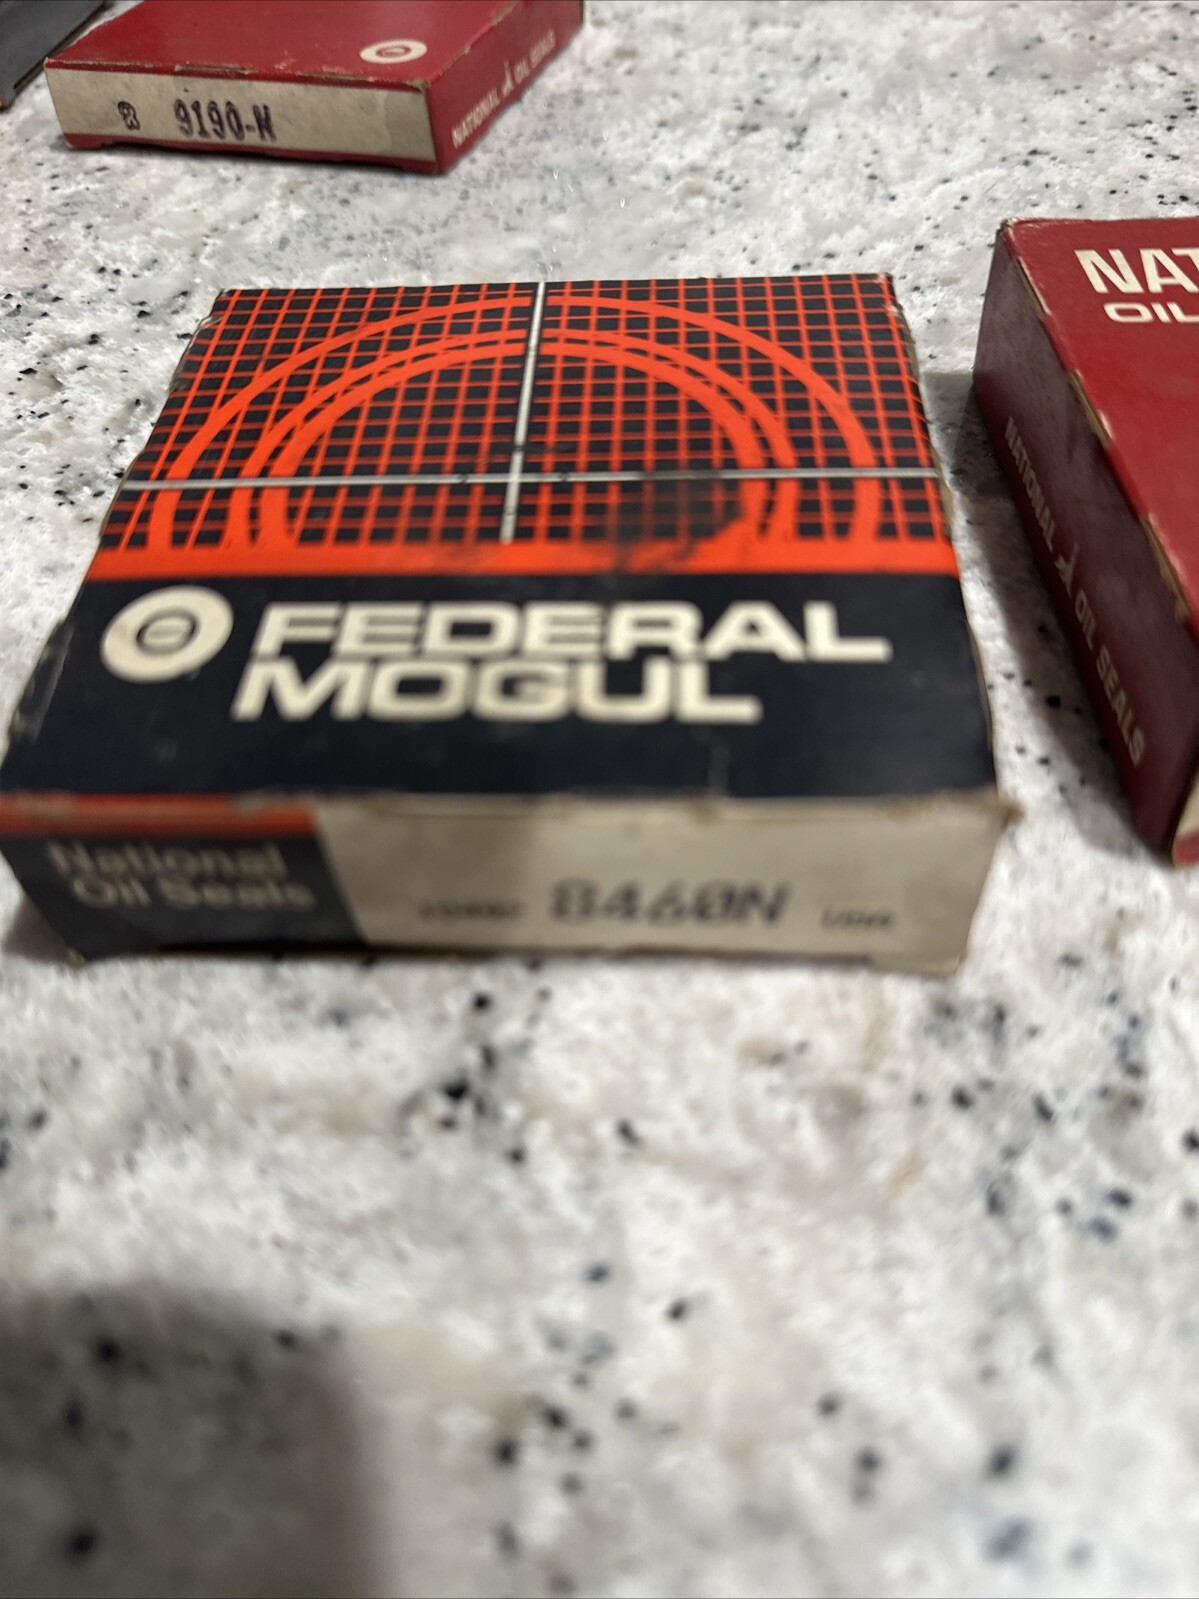 9190-N
NATIONAL OIL SEALS
NAT
OIL
NATIONAL OIL SEALS
FEDERAL
MOGUL
National
Oil Seals
8460N